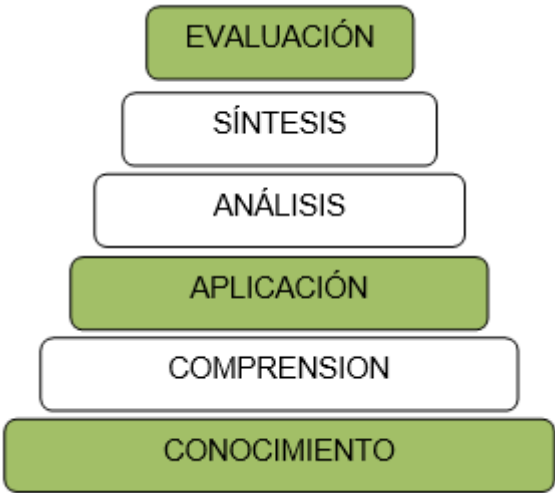 EVALUACIÓN
SÍNTESIS
ANÁLISIS
APLICACIÓN
COMPRENSION
CONOCIMIENTO